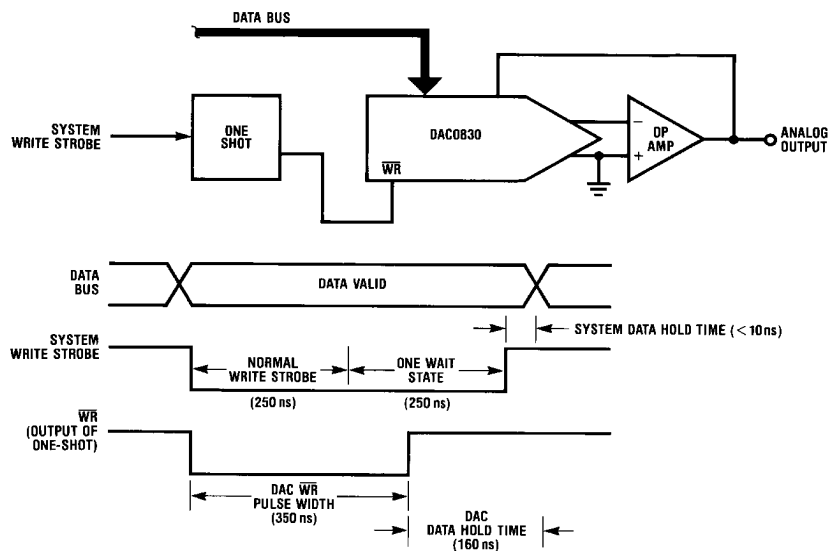 DATA BUS
SYSTEM
WRITE STROBE
ONE
SHOT
DAC0830
WR
OP
AMP
−
+
ANALOG
OUTPUT
DATA
BUS
DATA VALID
SYSTEM DATA HOLD TIME (<10ns)
SYSTEM
WRITE STROBE
NORMAL
WRITE STROBE
(250 ns)
ONE WAIT
STATE
(250 ns)
WR
(OUTPUT OF
ONE-SHOT)
DAC WR
PULSE WIDTH
(350 ns)
DAC
DATA HOLD TIME
(160 ns)